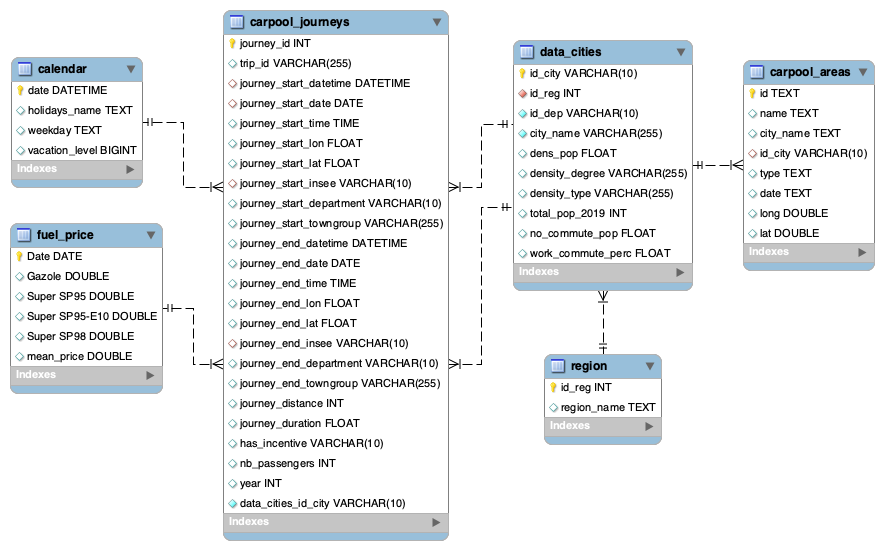 calendar
date DATETIME
holidays_name TEXT
weekday TEXT
vacation_level BIGINT
Indexes
fuel_price
Date DATE
Gazole DOUBLE
Super SP95 DOUBLE
Super SP95-E10 DOUBLE
Super SP98 DOUBLE
mean_price DOUBLE
Indexes
carpool_journeys
journey_id INT
trip_id VARCHAR(255)
journey_start_datetime DATETIME
journey_start_date DATE
journey_start_time TIME
journey_start_lon FLOAT
journey_start_lat FLOAT
journey_start_insee VARCHAR(10)
journey_start_department VARCHAR(10)
journey_start_towngroup VARCHAR(255)
journey_end_datetime DATETIME
journey_end_date DATE
journey_end_time TIME
journey_end_lon FLOAT
journey_end_lat FLOAT
journey_end_insee VARCHAR(10)
journey_end_department VARCHAR(10)
journey_end_towngroup VARCHAR(255)
journey_distance INT
journey_duration FLOAT
has_incentive VARCHAR(10)
nb_passengers INT
year INT
data_cities_id_city VARCHAR(10)
Indexes
data_cities
id_city VARCHAR(10)
id_reg INT
id_dep VARCHAR(10)
city_name VARCHAR(255)
dens_pop FLOAT
density_degree VARCHAR(255)
density_type VARCHAR(255)
total_pop_2019 INT
no_commute_pop FLOAT
work_commute_perc FLOAT
Indexes
region
id_reg INT
region_name TEXT
Indexes
carpool_areas
id TEXT
name TEXT
city_name TEXT
id_city VARCHAR(10)
type TEXT
date TEXT
long DOUBLE
lat DOUBLE
Indexes